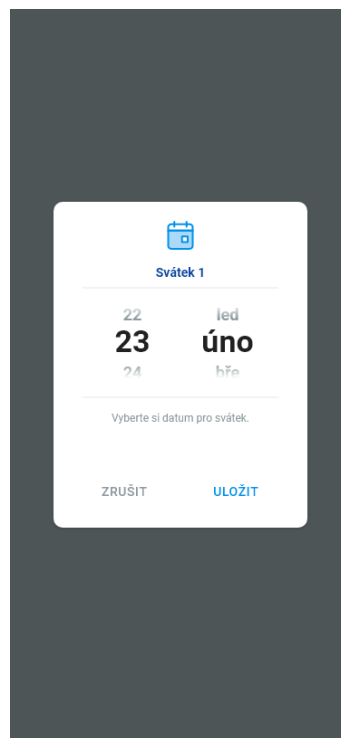 Svátek 1
22 led
23 úno
24 bře
Vyberte si datum pro svátek.
ZRUŠIT ULOŽIT